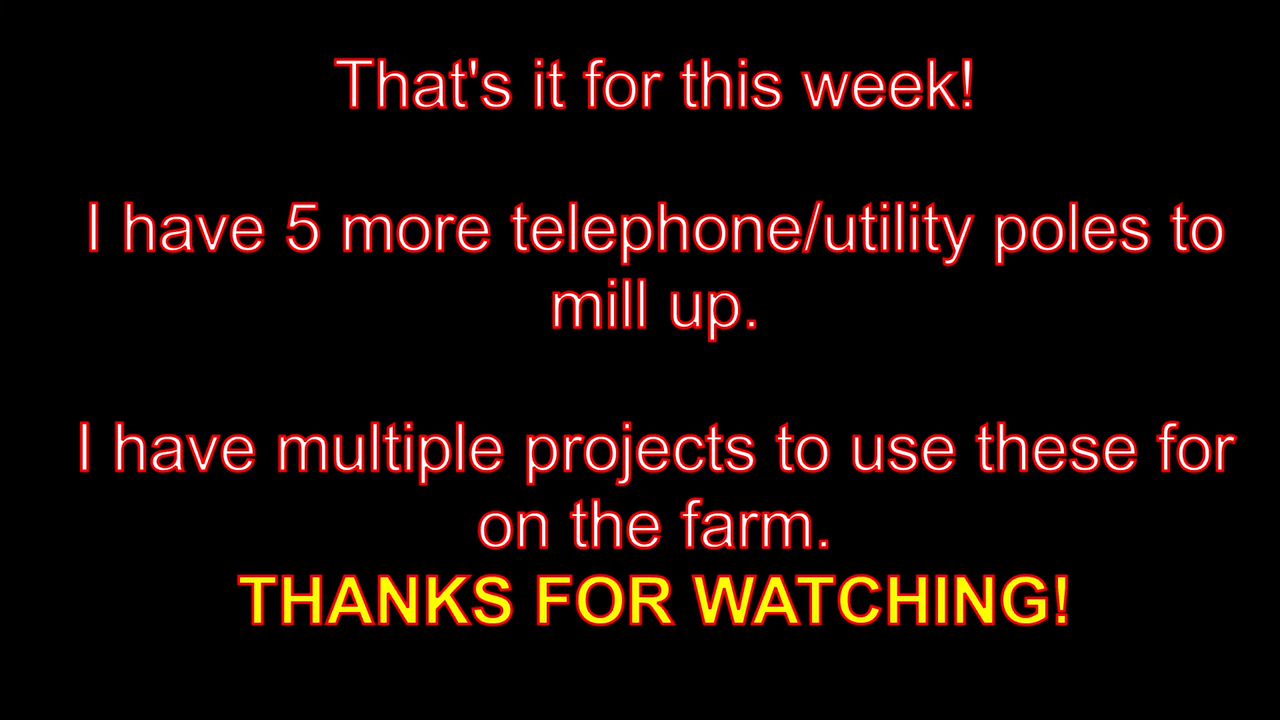 That's it for this week!
I have 5 more telephone/utility poles to
mill up.
I have multiple projects to use these for
on the farm.
THANKS FOR WATCHING!